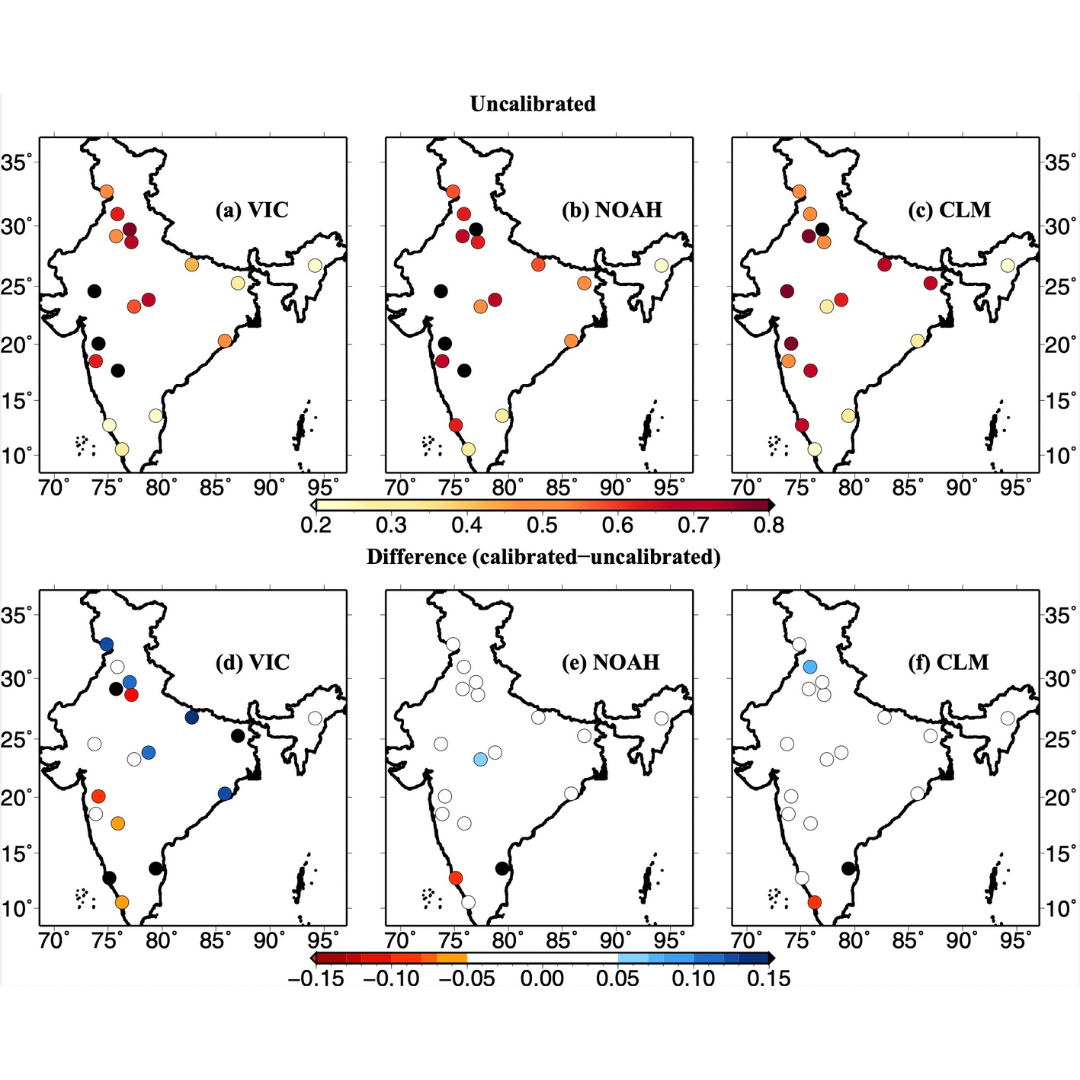 Uncalibrated
(a) VIC
(b) NOAH
(c) CLM
35° 35°
30° 30°
25° 25°
20° 20°
15° 15°
10° 10°
70° 75° 80° 85° 90° 95° 70° 75° 80° 85° 90° 95° 70° 75° 80° 85° 90° 95°
0.2 0.3 0.4 0.5 0.6 0.7 0.8
Difference (calibrated−uncalibrated)
(d) VIC
(e) NOAH
(f) CLM
35° 35°
30° 30°
25° 25°
20° 20°
15° 15°
10° 10°
70° 75° 80° 85° 90° 95° 70° 75° 80° 85° 90° 95° 70° 75° 80° 85° 90° 95°
−0.15 −0.10 −0.05 0.00 0.05 0.10 0.15